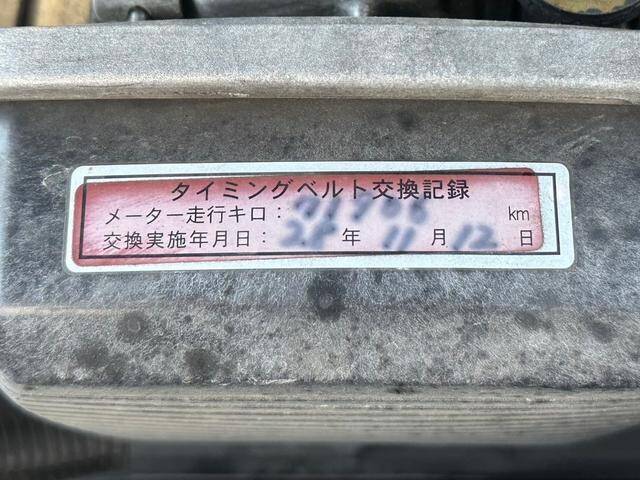 タイミングベルト交換記録
メーター走行キロ： km
交換実施年月日： 年 11 月 12 日